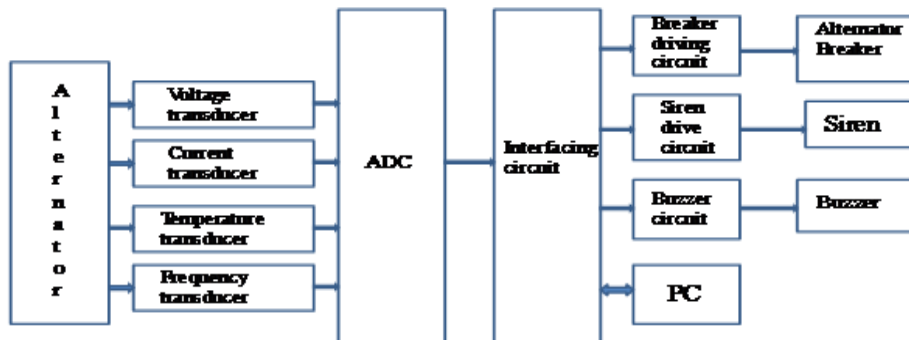 Alternator
Voltage
transducer
Current
transducer
Temperature
transducer
Frequency
transducer
ADC
Interfacing
circuit
Breaker
driving
circuit
Alternator
Breaker
Siren
drive
circuit
Siren
Buzzer
circuit
Buzzer
PC